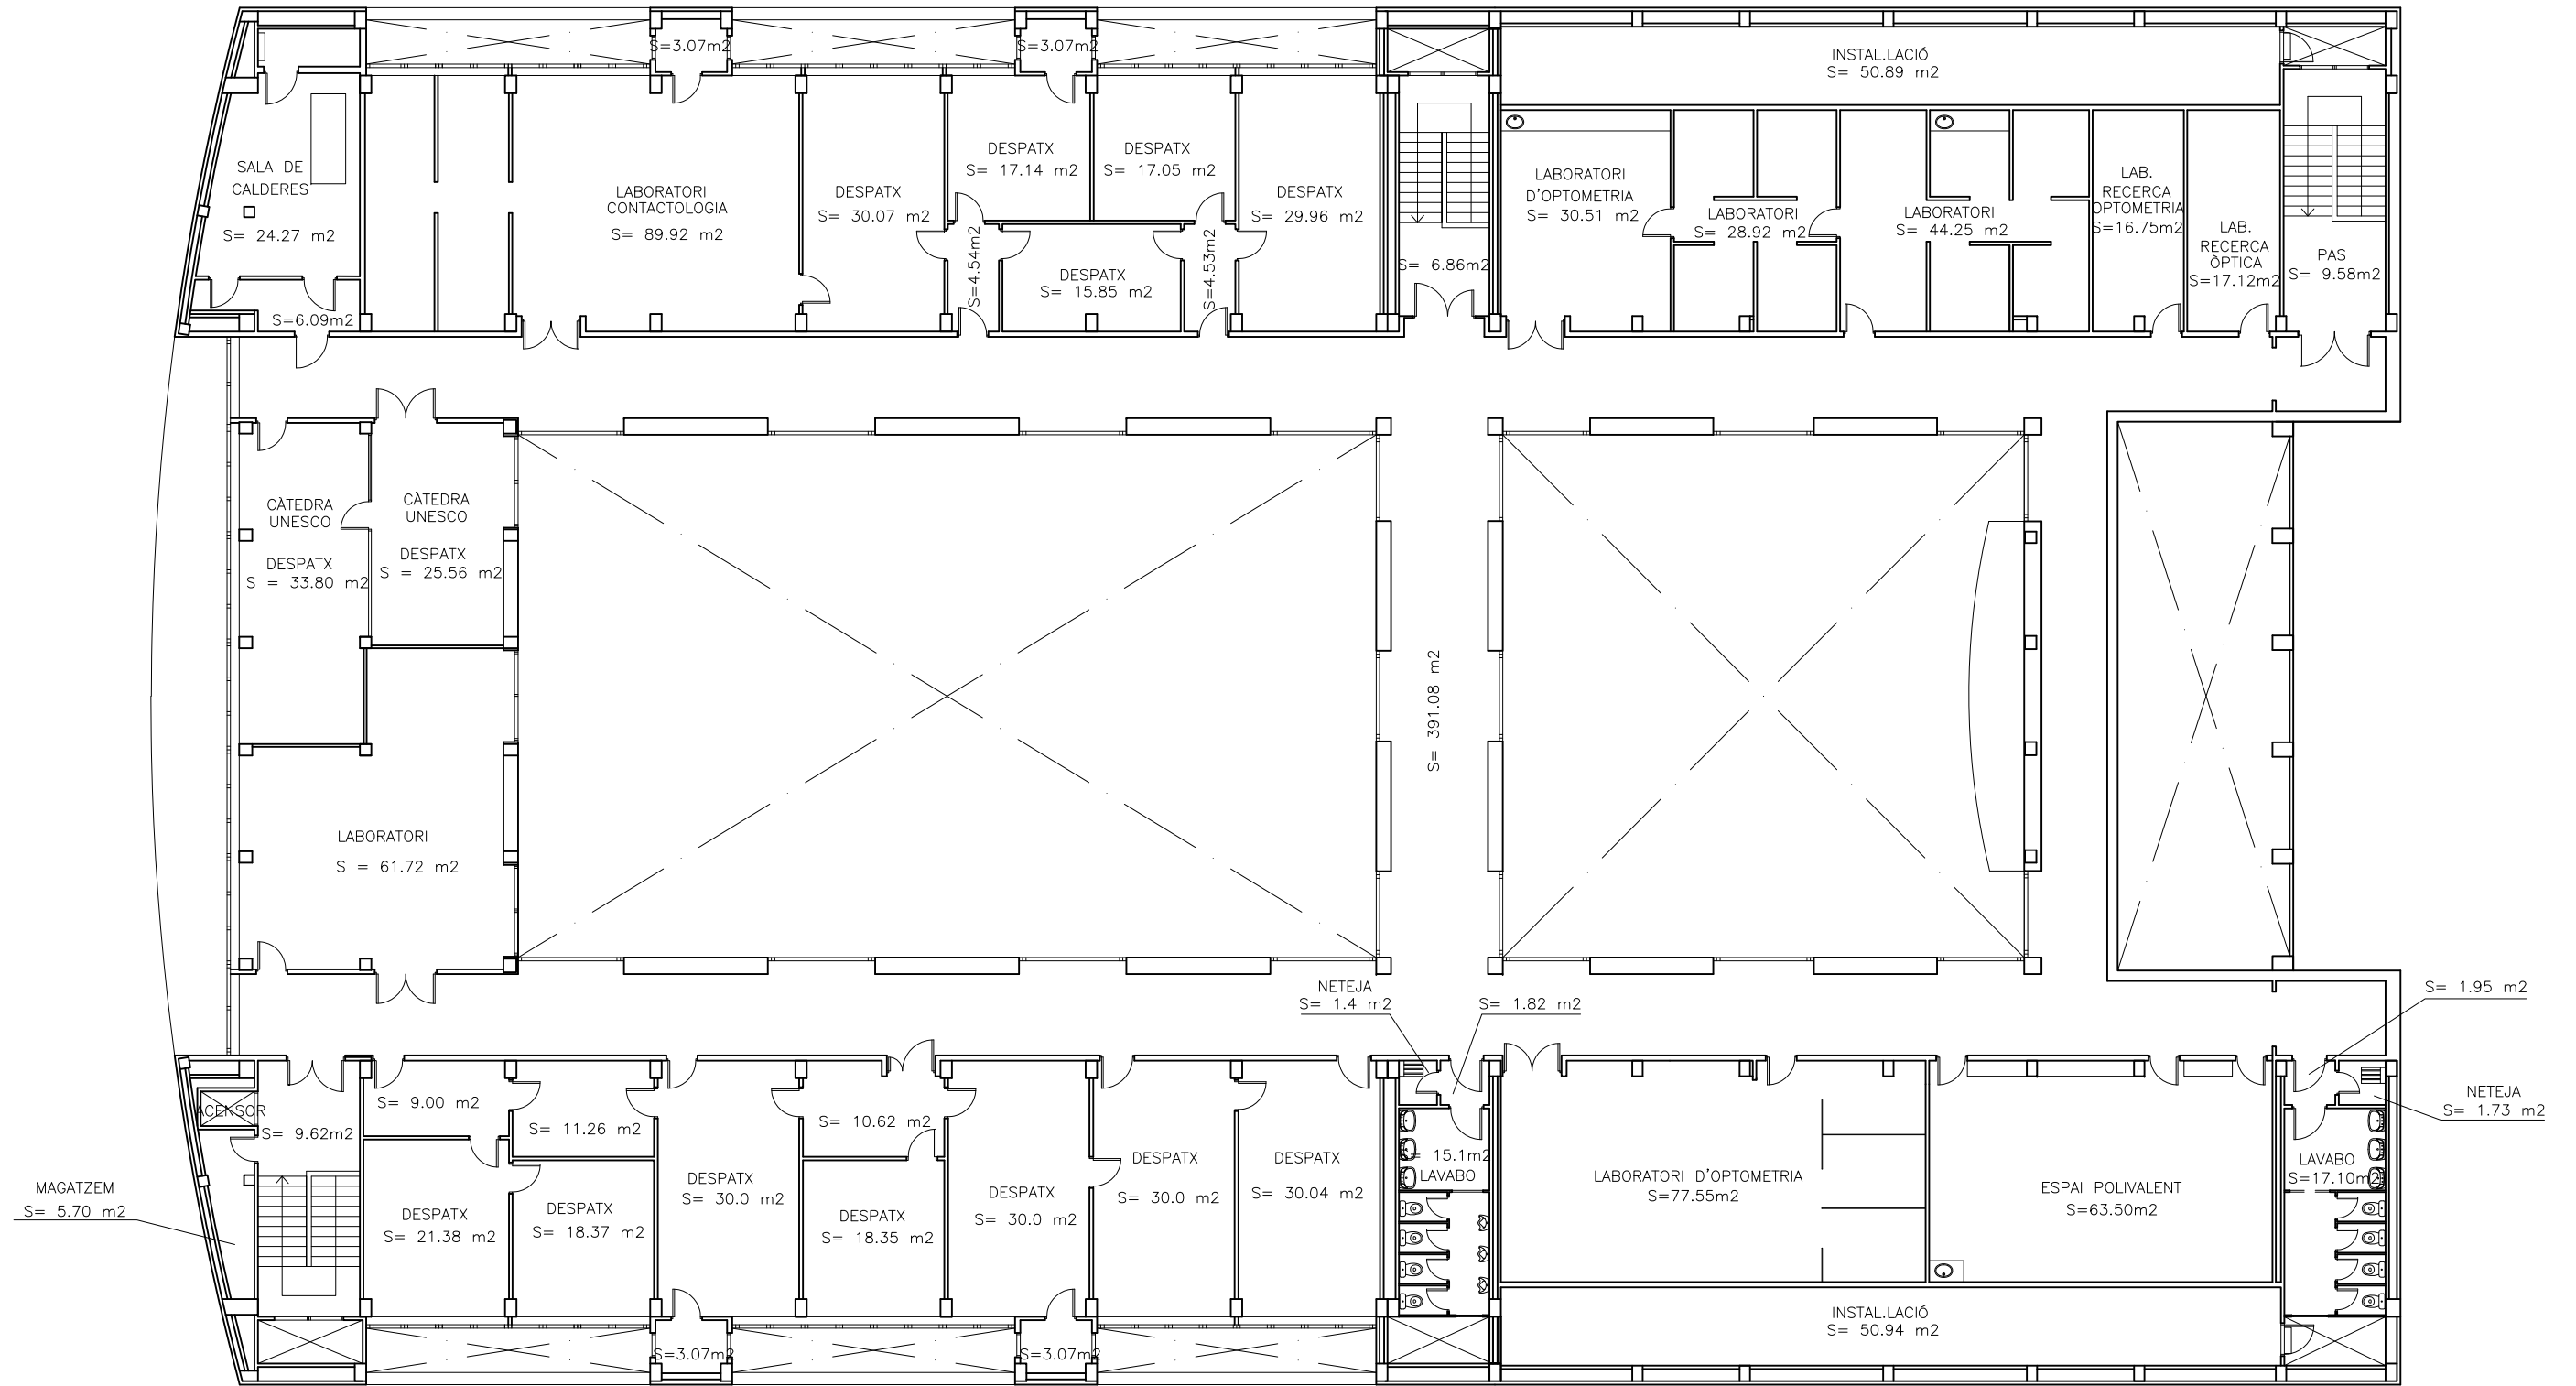 S=3.07m2
S=3.07m2
INSTAL.LACIÓ
S= 50.89 m2
SALA DE
CALDERES
S= 24.27 m2
S=6.09m2
LABORATORI
CONTACTOLOGIA
S= 89.92 m2
DESPATX
S= 30.07 m2
DESPATX
S= 17.14 m2
S=4.54m2
DESPATX
S= 15.85 m2
DESPATX
S= 17.05 m2
S=4.53m2
DESPATX
S= 29.96 m2
S= 6.86m2
LABORATORI
D'OPTOMETRIA
S= 30.51 m2
LABORATORI
S= 28.92 m2
LABORATORI
S= 44.25 m2
LAB.
RECERCA
OPTOMETRIA
S=16.75m2
LAB.
RECERCA
ÒPTICA
S=17.12m2
PAS
S= 9.58m2
CÀTEDRA
UNESCO
DESPATX
S = 33.80 m2
CÀTEDRA
UNESCO
DESPATX
S = 25.56 m2
S= 391.08 m2
LABORATORI
S = 61.72 m2
NETEJA
S= 1.4 m2
S= 1.82 m2
S= 1.95 m2
NETEJA
S= 1.73 m2
ACENSOR
S= 9.62m2
MAGATZEM
S= 5.70 m2
S= 9.00 m2
DESPATX
S= 21.38 m2
S= 11.26 m2
DESPATX
S= 18.37 m2
DESPATX
S= 30.0 m2
S= 10.62 m2
DESPATX
S= 18.35 m2
DESPATX
S= 30.0 m2
DESPATX
S= 30.0 m2
DESPATX
S= 30.04 m2
= 15.1m2
LAVABO
LABORATORI D'OPTOMETRIA
S=77.55m2
ESPAI POLIVALENT
S=63.50m2
LAVABO
S=17.10m2
INSTAL.LACIÓ
S= 50.94 m2
S=3.07m2
S=3.07m2